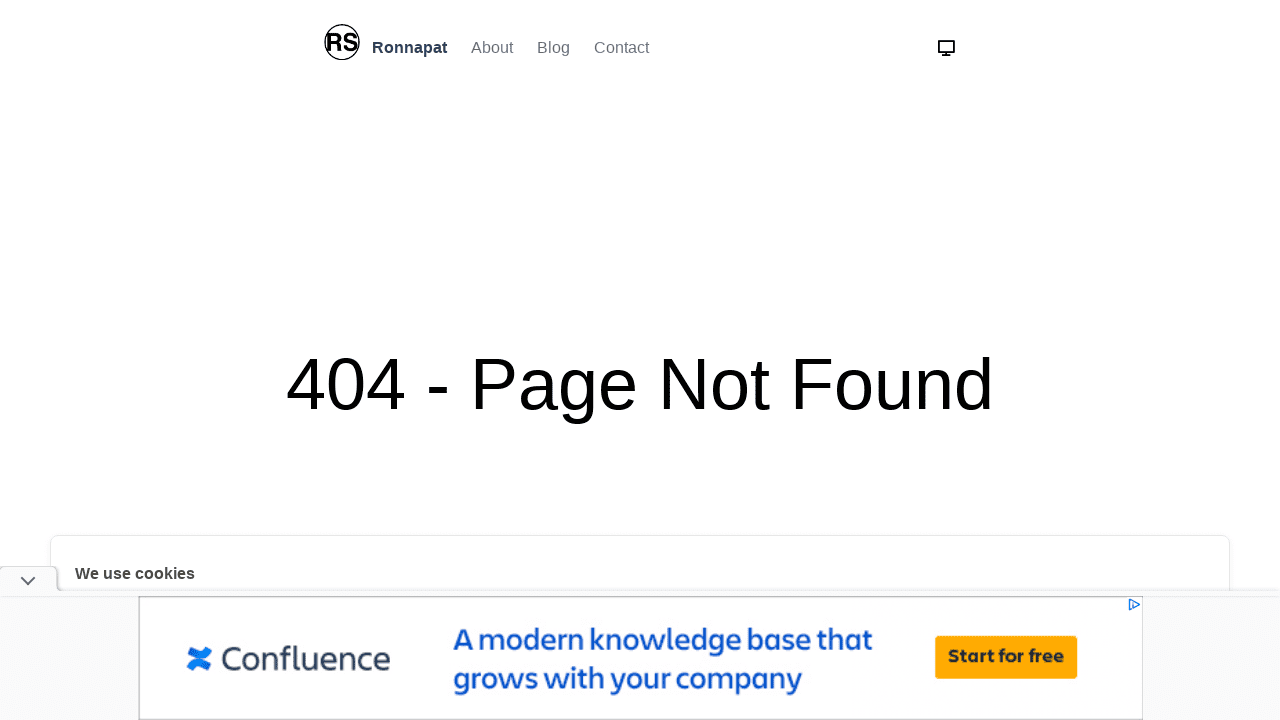 RS Ronnapat About Blog Contact
404 - Page Not Found
We use cookies
Confluence
A modern knowledge base that
grows with your company
Start for free